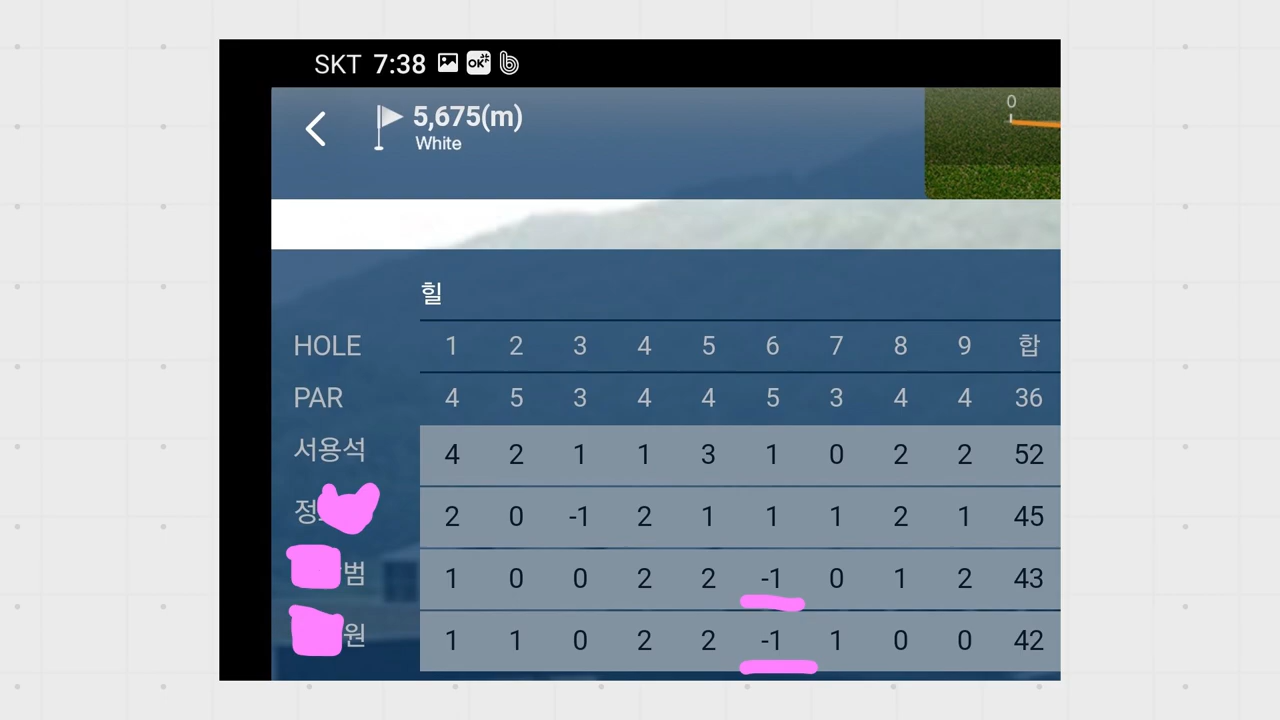 SKT 7:38 OK
5,675(m)
White
0
힐
HOLE 1 2 3 4 5 6 7 8 9 합
PAR 4 5 3 4 4 5 3 4 4 36
서용석 4 2 1 1 3 1 0 2 2 52
정 2 0 -1 2 1 1 1 2 1 45
범 1 0 0 2 2 -1 0 1 2 43
원 1 1 0 2 2 -1 1 0 0 42